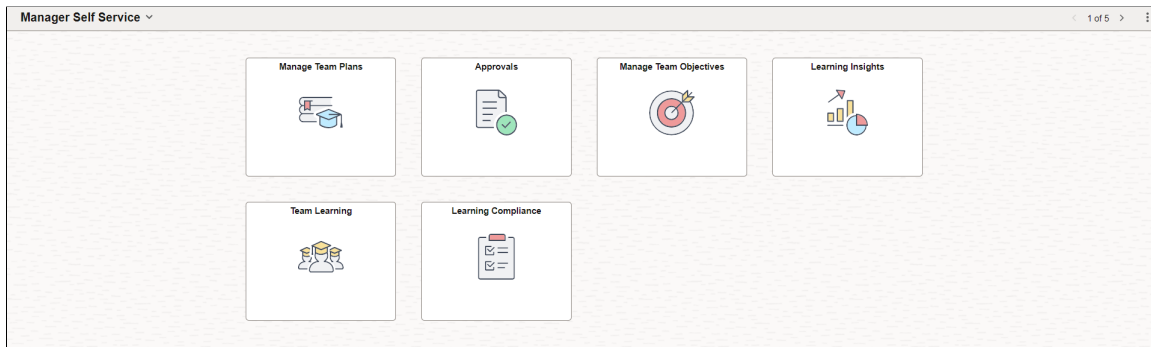 Manager Self Service
1 of 5
Manage Team Plans
Approvals
Manage Team Objectives
Learning Insights
Team Learning
Learning Compliance